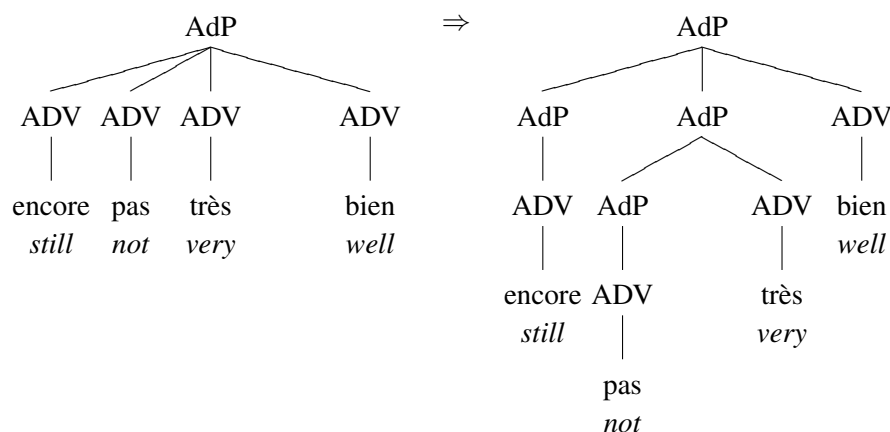 AdP ⇒ AdP
ADV ADV ADV ADV AdP AdP ADV
encore pas très bien ADV AdP ADV bien
still not very well well
encore ADV très
still very
pas
not